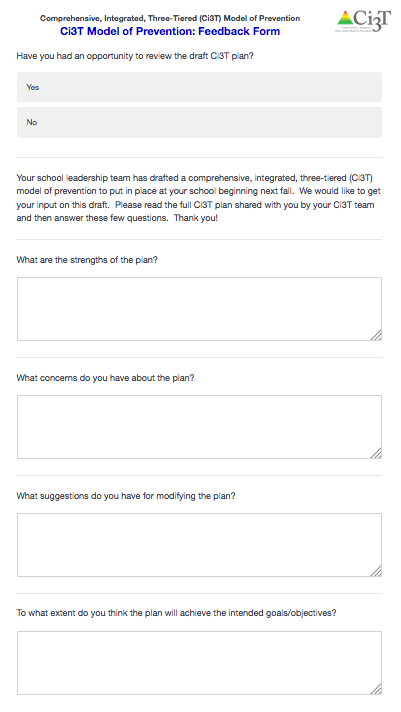 Comprehensive, Integrated, Three-Tiered (Ci3T) Model of Prevention
Ci3T Model of Prevention: Feedback Form
Ci3T
Have you had an opportunity to review the draft Ci3T plan?
Yes
No
Your school leadership team has drafted a comprehensive, integrated, three-tiered (Ci3T)
model of prevention to put in place at your school beginning next fall.  We would like to get
your input on this draft.  Please read the full Ci3T plan shared with you by your Ci3T team
and then answer these few questions.  Thank you!
What are the strengths of the plan?
What concerns do you have about the plan?
What suggestions do you have for modifying the plan?
To what extent do you think the plan will achieve the intended goals/objectives?